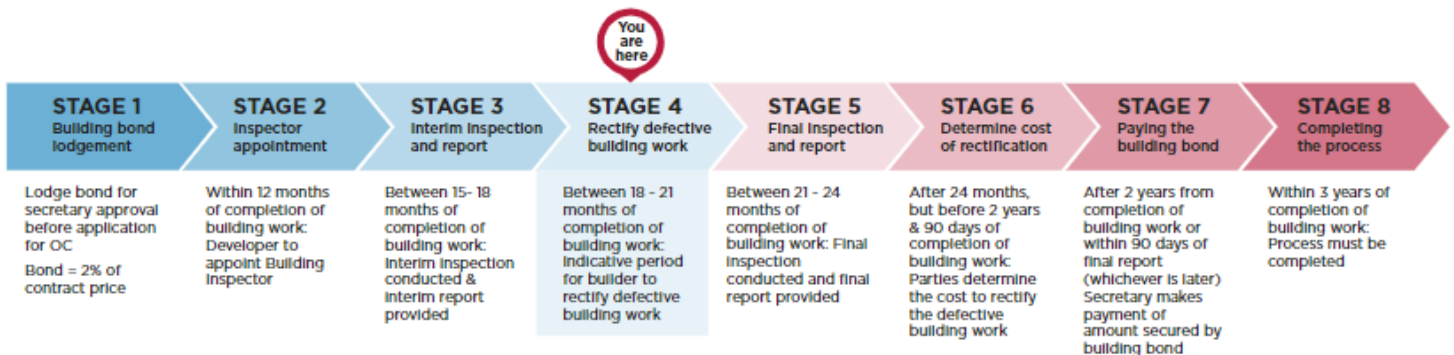 You
are
here
STAGE 1
Building bond
lodgement
Lodge bond for
secretary approval
before application
for OC
Bond = 2% of
contract price
STAGE 2
Inspector
appointment
Within 12 months
of completion of
building work:
Developer to
appoint Building
Inspector
STAGE 3
Interim inspection
and report
Between 15- 18
months of
completion of
building work:
Interim inspection
conducted &
interim report
provided
STAGE 4
Rectify defective
building work
Between 18 - 21
months of
completion of
building work:
Indicative period
for builder to
rectify defective
building work
STAGE 5
Final inspection
and report
Between 21 - 24
months of
completion of
building work: Final
inspection
conducted and final
report provided
STAGE 6
Determine cost
of rectification
After 24 months,
but before 2 years
& 90 days of
completion of
building work:
Parties determine
the cost to rectify
the defective
building work
STAGE 7
Paying the
building bond
After 2 years from
completion of
building work or
within 90 days of
final report
(whichever is later)
Secretary makes
payment of
amount secured by
building bond
STAGE 8
Completing
the process
Within 3 years of
completion of
building work:
Process must be
completed